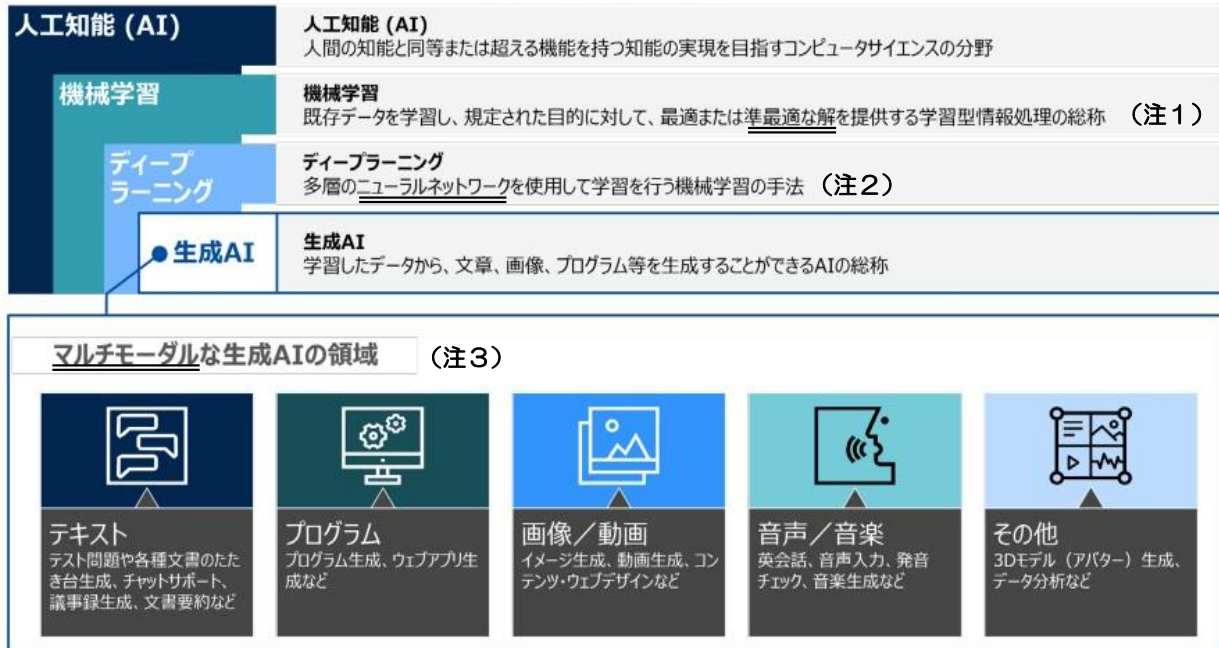 人工知能 (AI)
人工知能 (AI)
人間の知能と同等または超える機能を持つ知能の実現を目指すコンピュータサイエンスの分野
機械学習
機械学習
既存データを学習し、規定された目的に対して、最適または準最適な解を提供する学習型情報処理の総称 （注１）
ディープ
ラーニング
ディープラーニング
多層のニューラルネットワークを使用して学習を行う機械学習の手法 （注２）
生成AI
生成AI
学習したデータから、文章、画像、プログラム等を生成することができるAIの総称
マルチモーダルな生成AIの領域 （注３）
テキスト
テスト問題や各種文書のたた
き台生成、チャットサポート、
議事録生成、文書要約など
プログラム
プログラム生成、ウェブアプリ生
成など
画像／動画
イメージ生成、動画生成、コン
テンツ・ウェブデザインなど
音声／音楽
英会話、音声入力、発音
チェック、音楽生成など
その他
3Dモデル（アバター）生成、
データ分析など